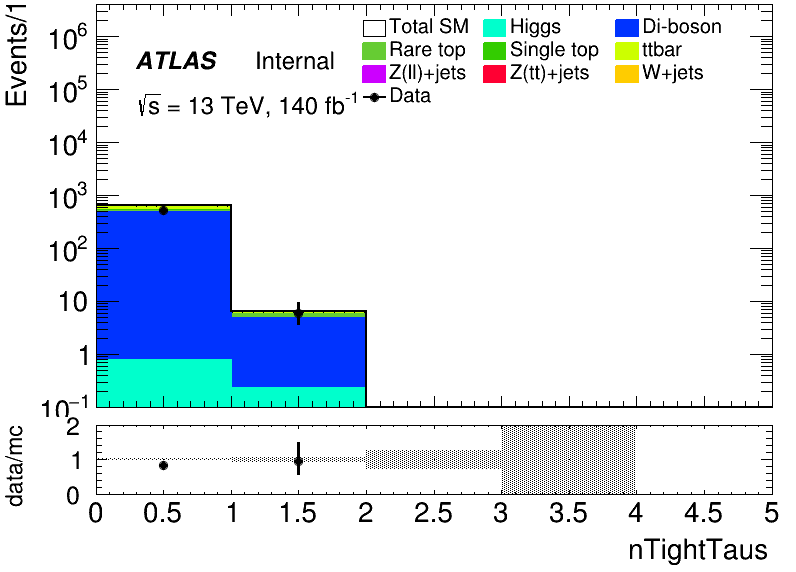 Events/1
10⁶
10⁵
10⁴
10³
10²
10
1
10⁻¹
ATLAS Internal
√s = 13 TeV, 140 fb⁻¹
Total SM Higgs Di-boson
Rare top Single top ttbar
Z(ll)+jets Z(tt)+jets W+jets
Data
data/mc
2
1
0
0 0.5 1 1.5 2 2.5 3 3.5 4 4.5 5
nTightTaus